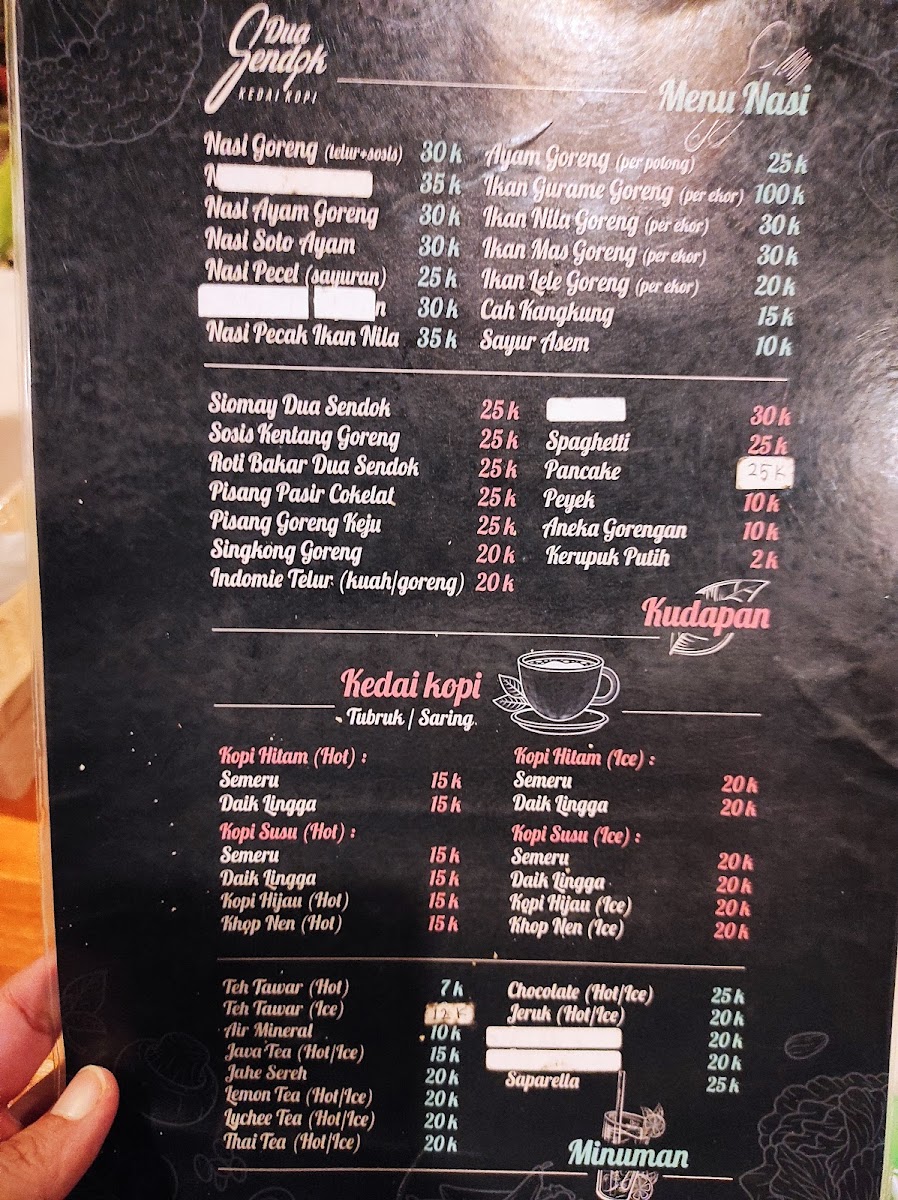 Dua
Sendok
KEDAI KOPI
Menu Nasi
Nasi Goreng (telur+sosis) 30 k
N 35 k
Nasi Ayam Goreng 30 k
Nasi Soto Ayam 30 k
Nasi Pecel (sayuran) 25 k
n 30 k
Nasi Pecak Ikan Nila 35 k
Ayam Goreng (per potong) 25 k
Ikan Gurame Goreng (per ekor) 100 k
Ikan Nila Goreng (per ekor) 30 k
Ikan Mas Goreng (per ekor) 30 k
Ikan Lele Goreng (per ekor) 20 k
Cah Kangkung 15 k
Sayur Asem 10 k
Siomay Dua Sendok 25 k
Sosis Kentang Goreng 25 k
Roti Bakar Dua Sendok 25 k
Pisang Pasir Cokelat 25 k
Pisang Goreng Keju 25 k
Singkong Goreng 20 k
Indomie Telur (kuah/goreng) 20 k
30 k
Spaghetti 25 k
Pancake 25 K
Peyek 10 k
Aneka Gorengan 10 k
Kerupuk Putih 2 k
Kudapan
Kedai kopi
Tubruk / Saring
Kopi Hitam (Hot) :
Semeru 15 k
Daik Lingga 15 k
Kopi Susu (Hot) :
Semeru 15 k
Daik Lingga 15 k
Kopi Hijau (Hot) 15 k
Khop Nen (Hot) 15 k
Kopi Hitam (Ice) :
Semeru 20 k
Daik Lingga 20 k
Kopi Susu (Ice) :
Semeru 20 k
Daik Lingga 20 k
Kopi Hijau (Ice) 20 k
Khop Nen (Ice) 20 k
Teh Tawar (Hot) 7 k
Teh Tawar (Ice) 12 K
Air Mineral 10 k
Java Tea (Hot/Ice) 15 k
Jahe Sereh 20 k
Lemon Tea (Hot/Ice) 20 k
Lychee Tea (Hot/Ice) 20 k
Thai Tea (Hot/Ice) 20 k
Chocolate (Hot/Ice) 25 k
Jeruk (Hot/Ice) 20 k
20 k
20 k
Saparella 25 k
Minuman